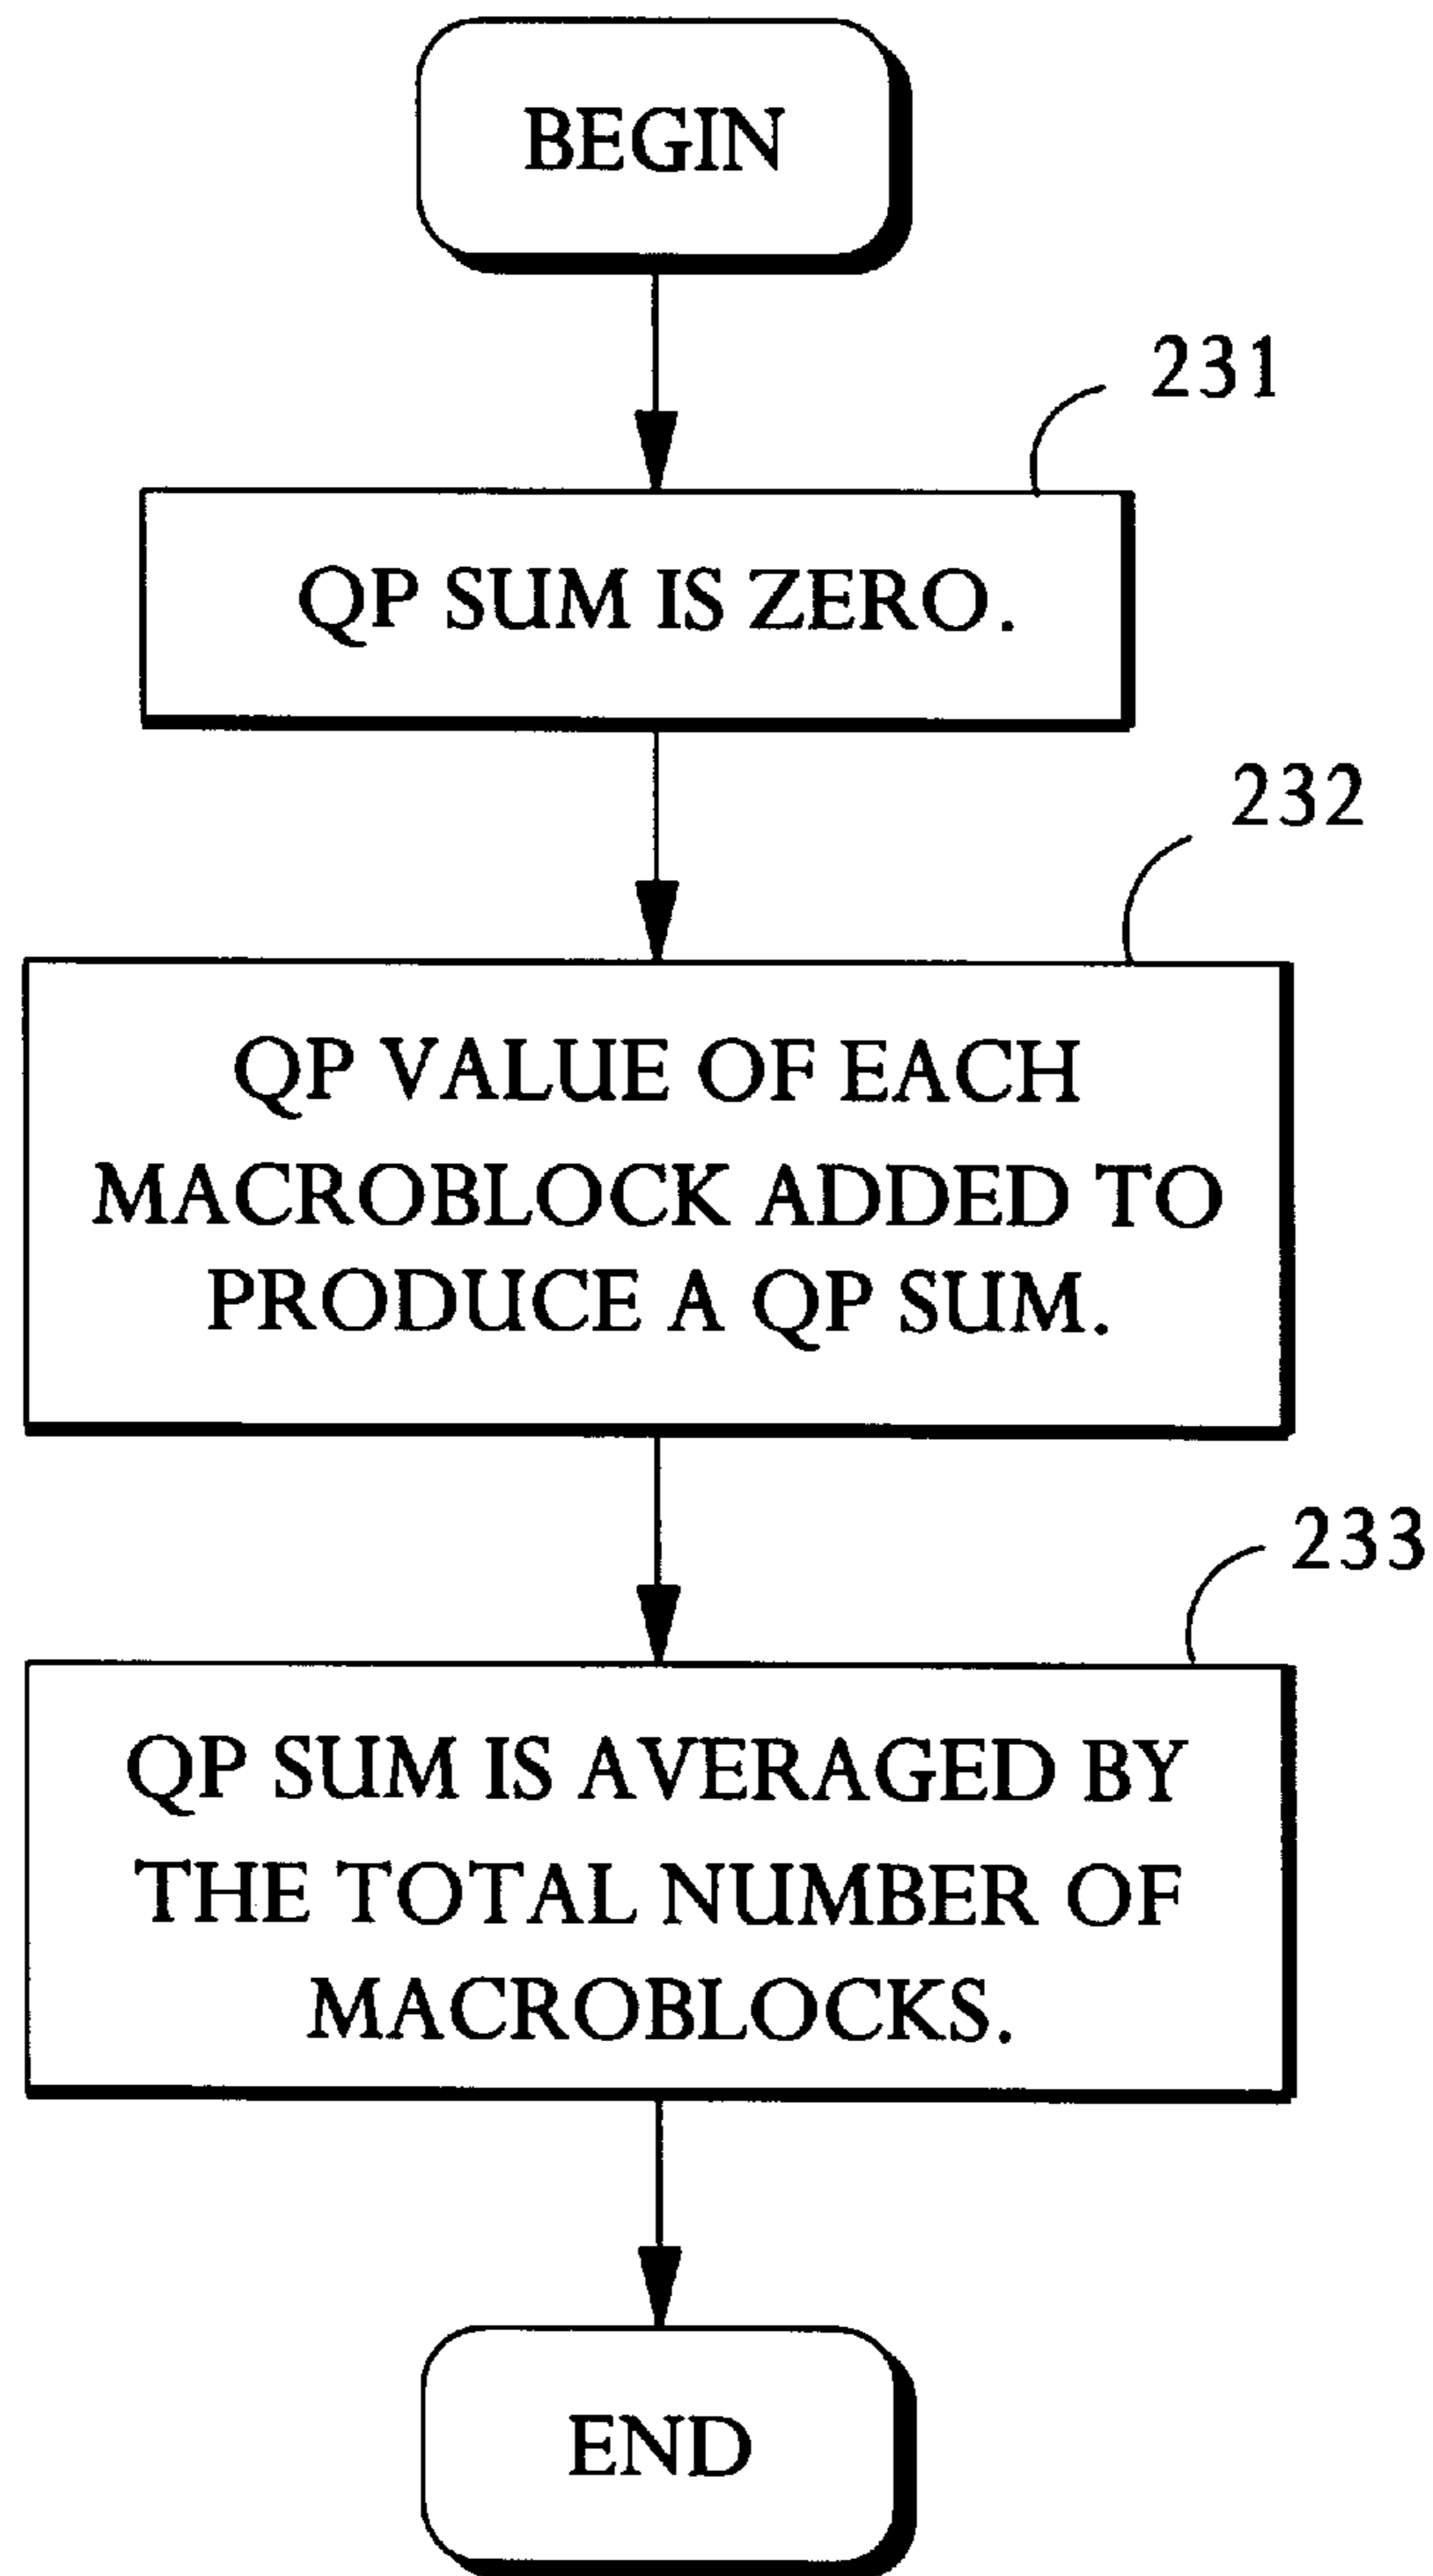 BEGIN
231
QP SUM IS ZERO.
232
QP VALUE OF EACH
MACROBLOCK ADDED TO
PRODUCE A QP SUM.
233
QP SUM IS AVERAGED BY
THE TOTAL NUMBER OF
MACROBLOCKS.
END